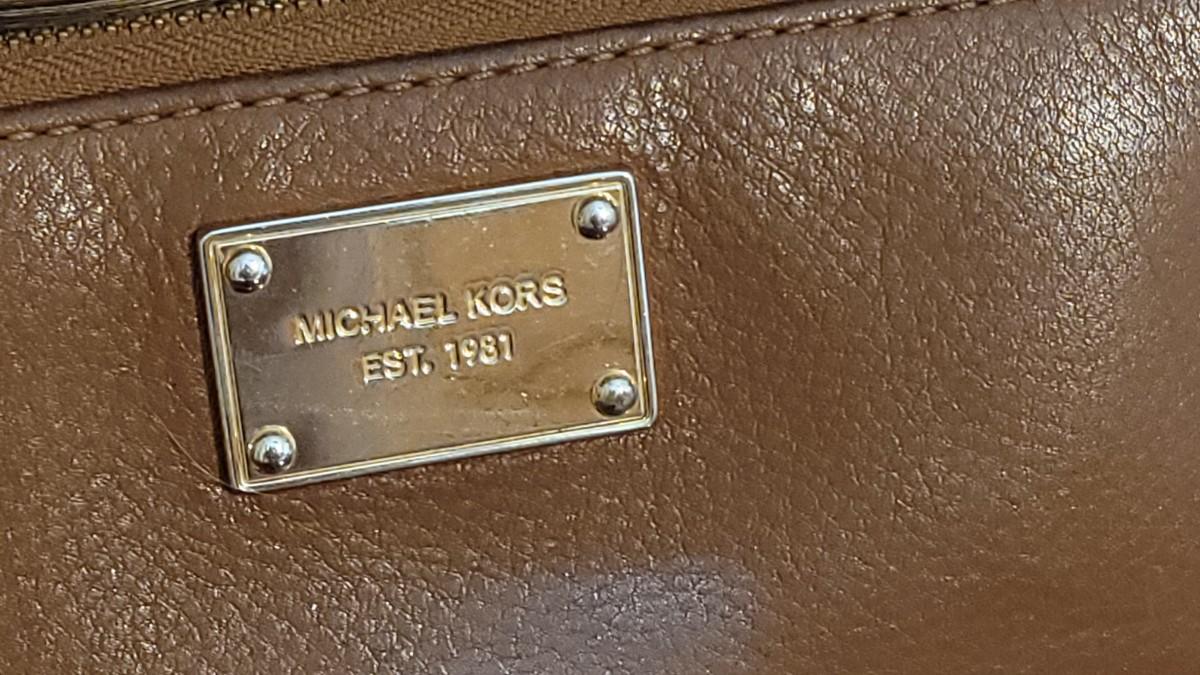 MICHAEL KORS
EST. 1981